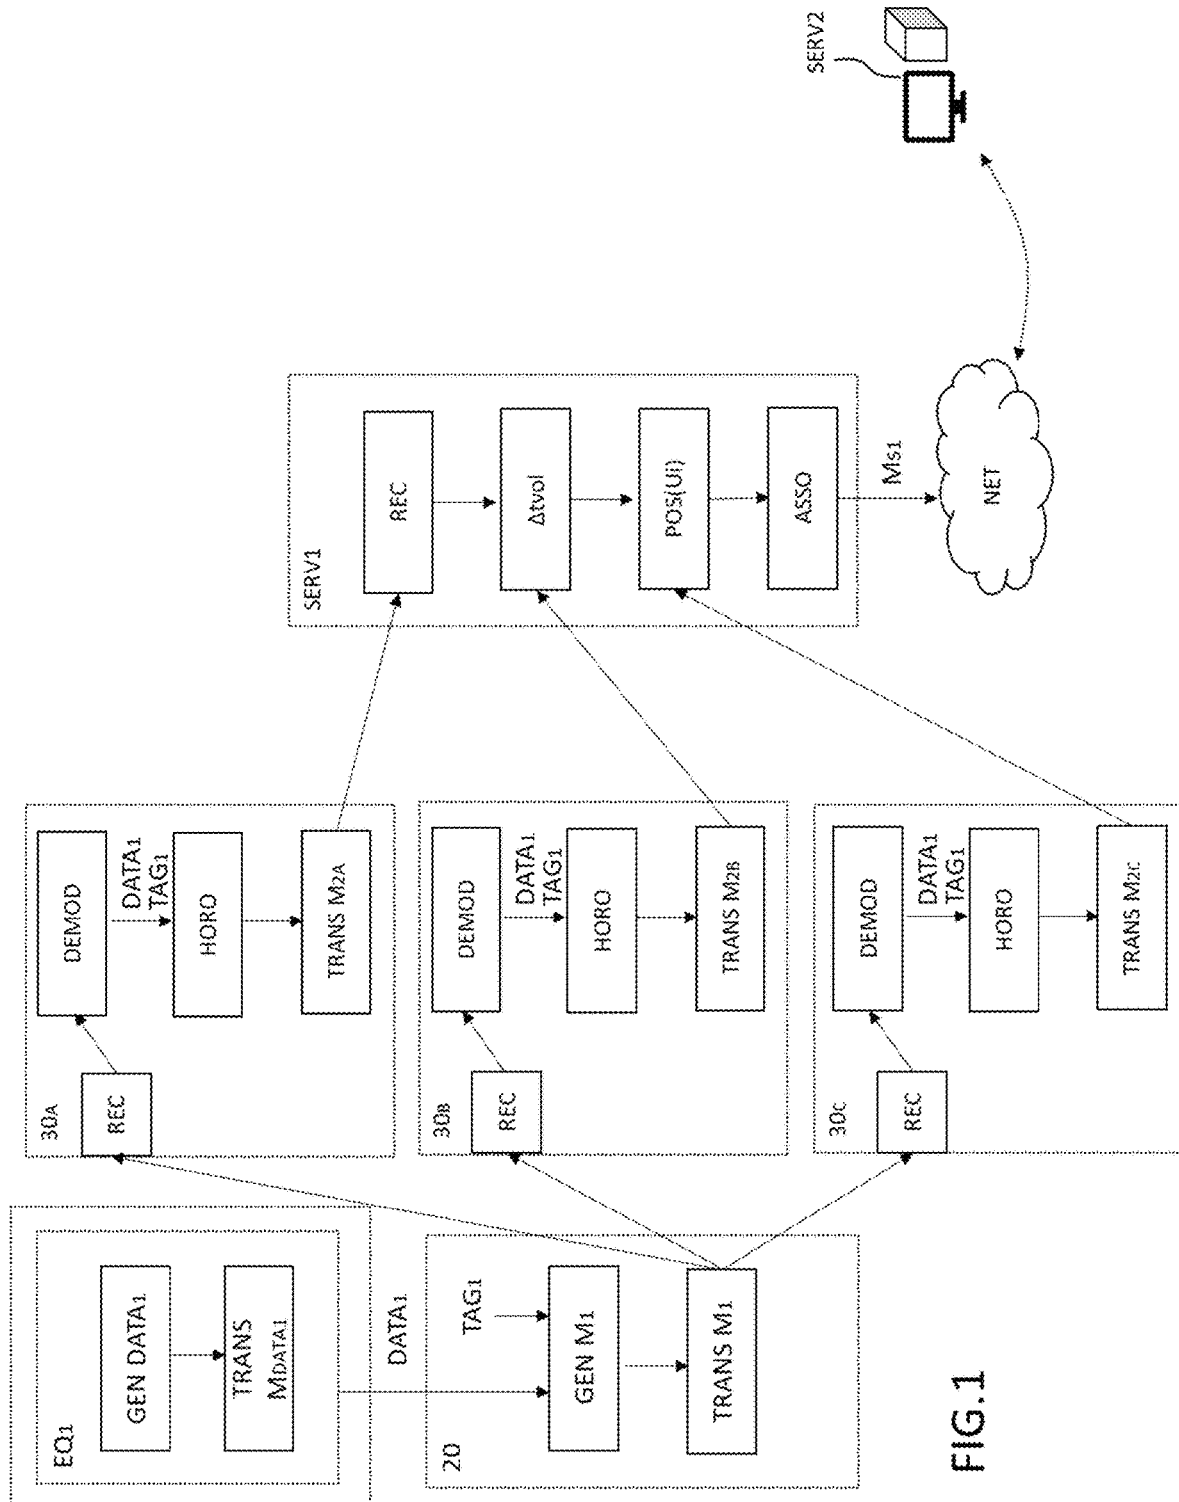 EQ1
GEN DATA1
TRANS
MDATA1
DATA1
20
TAG1
GEN M1
TRANS M1
30A
REC
DEMOD
DATA1
TAG1
HORO
TRANS M2A
30B
REC
DEMOD
DATA1
TAG1
HORO
TRANS M2B
30C
REC
DEMOD
DATA1
TAG1
HORO
TRANS M2C
SERV1
REC
Δtvol
POS(Ui)
ASSO
MS1
NET
SERV2
FIG.1